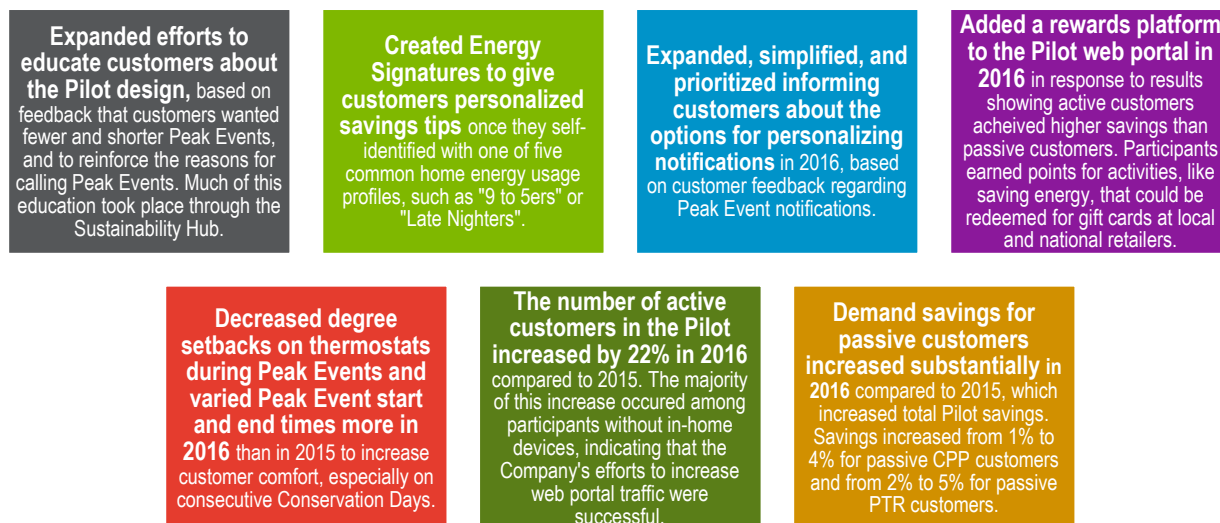 Expanded efforts to
educate customers about
the Pilot design, based on
feedback that customers wanted
fewer and shorter Peak Events,
and to reinforce the reasons for
calling Peak Events. Much of this
education took place through the
Sustainability Hub.
Created Energy
Signatures to give
customers personalized
savings tips once they self-
identified with one of five
common home energy usage
profiles, such as "9 to 5ers" or
"Late Nighters".
Expanded, simplified, and
prioritized informing
customers about the
options for personalizing
notifications in 2016, based
on customer feedback regarding
Peak Event notifications.
Added a rewards platform
to the Pilot web portal in
2016 in response to results
showing active customers
acheived higher savings than
passive customers. Participants
earned points for activities, like
saving energy, that could be
redeemed for gift cards at local
and national retailers.
Decreased degree
setbacks on thermostats
during Peak Events and
varied Peak Event start
and end times more in
2016 than in 2015 to increase
customer comfort, especially on
consecutive Conservation Days.
The number of active
customers in the Pilot
increased by 22% in 2016
compared to 2015. The majority
of this increase occured among
participants without in-home
devices, indicating that the
Company's efforts to increase
web portal traffic were
successful.
Demand savings for
passive customers
increased substantially in
2016 compared to 2015, which
increased total Pilot savings.
Savings increased from 1% to
4% for passive CPP customers
and from 2% to 5% for passive
PTR customers.